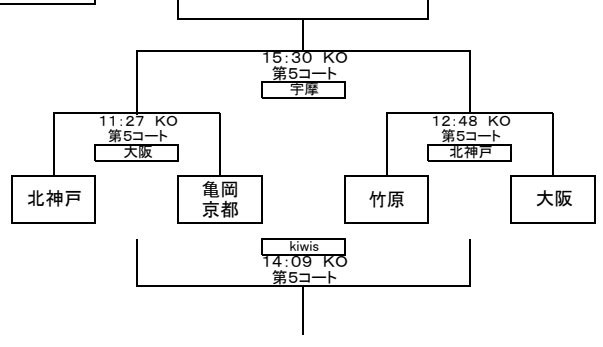 15:30 KO
第5コート
宇摩
11:27 KO
第5コート
大阪
12:48 KO
第5コート
北神戸
北神戸
亀岡
京都
竹原
大阪
kiwis
14:09 KO
第5コート